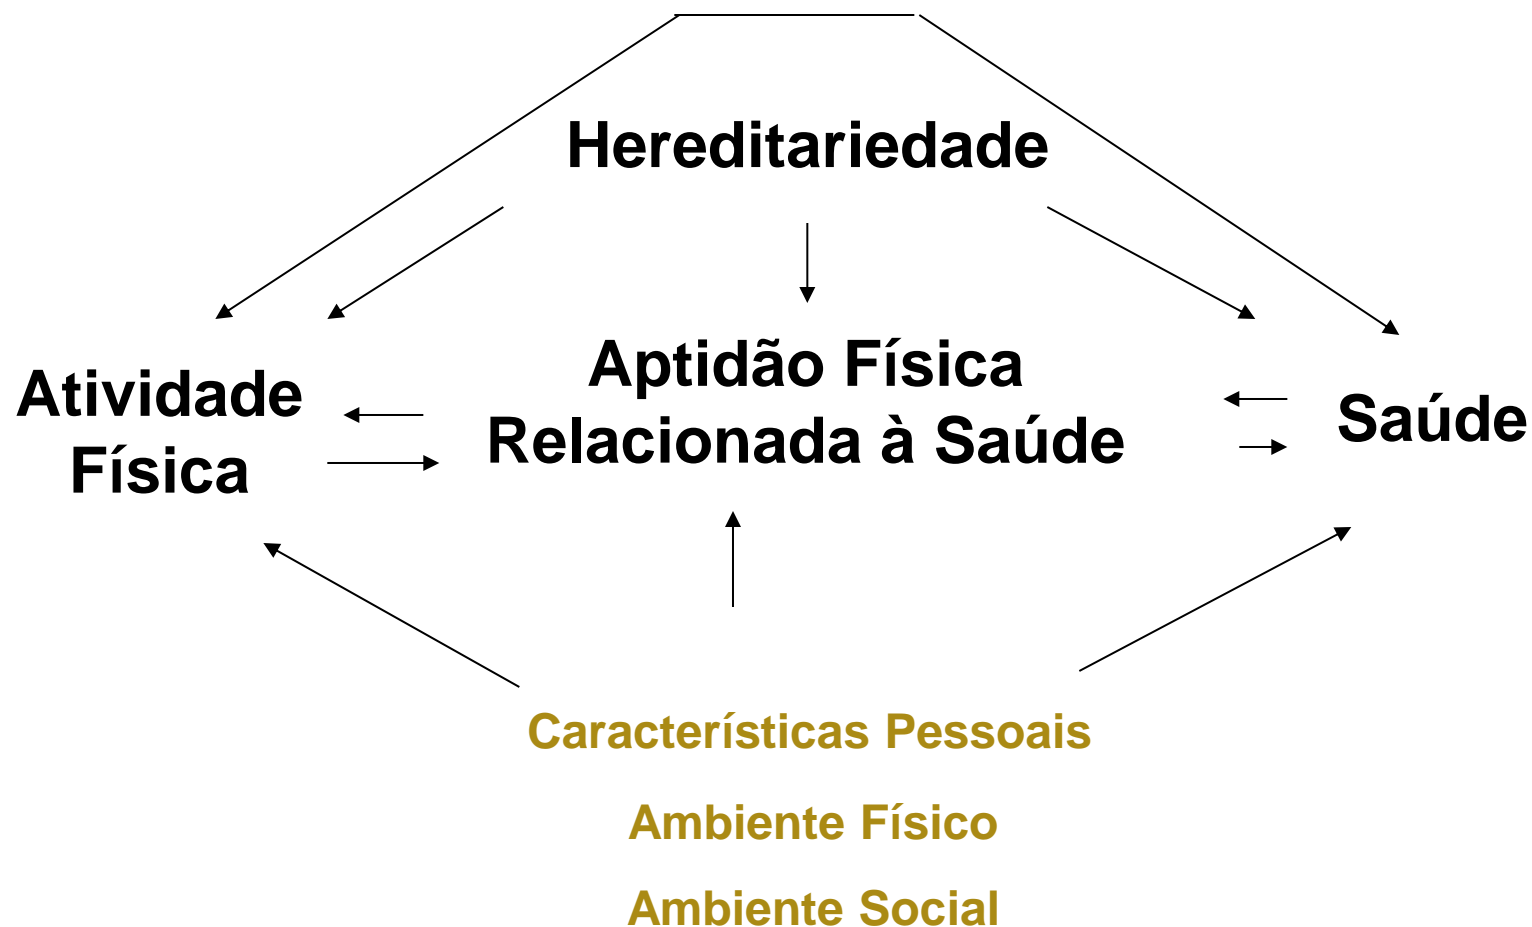 Hereditariedade
Aptidão Física
Relacionada à Saúde
Atividade
Física
Saúde
Características Pessoais
Ambiente Físico
Ambiente Social